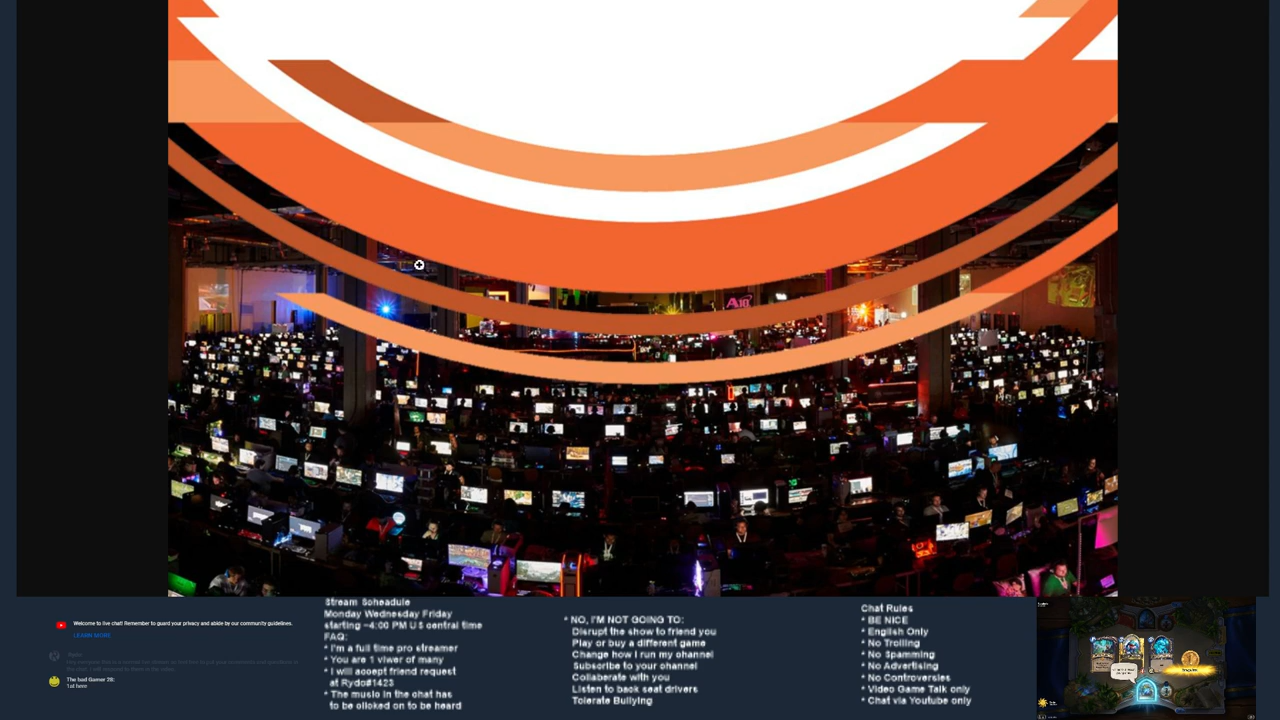 A10
Welcome to live chat! Remember to guard your privacy and abide by our community guidelines.
LEARN MORE
The bad Gamer 28:
1st here
Stream Scheadule
Monday Wednesday Friday
starting ~4:00 PM US central time
FAQ:
* I'm a full time pro streamer
* You are 1 viwer of many
* I will accept friend request
at Rydo#1423
* The music in the chat has
to be clicked on to be heard
* NO, I'M NOT GOING TO:
Disrupt the show to friend you
Play or buy a different game
Change how I run my channel
Subscribe to your channel
Collaborate with you
Listen to back seat drivers
Tolerate Bullying
Chat Rules
* BE NICE
* English Only
* No Trolling
* No Spamming
* No Advertising
* No Controversies
* Video Game Talk only
* Chat via Youtube only